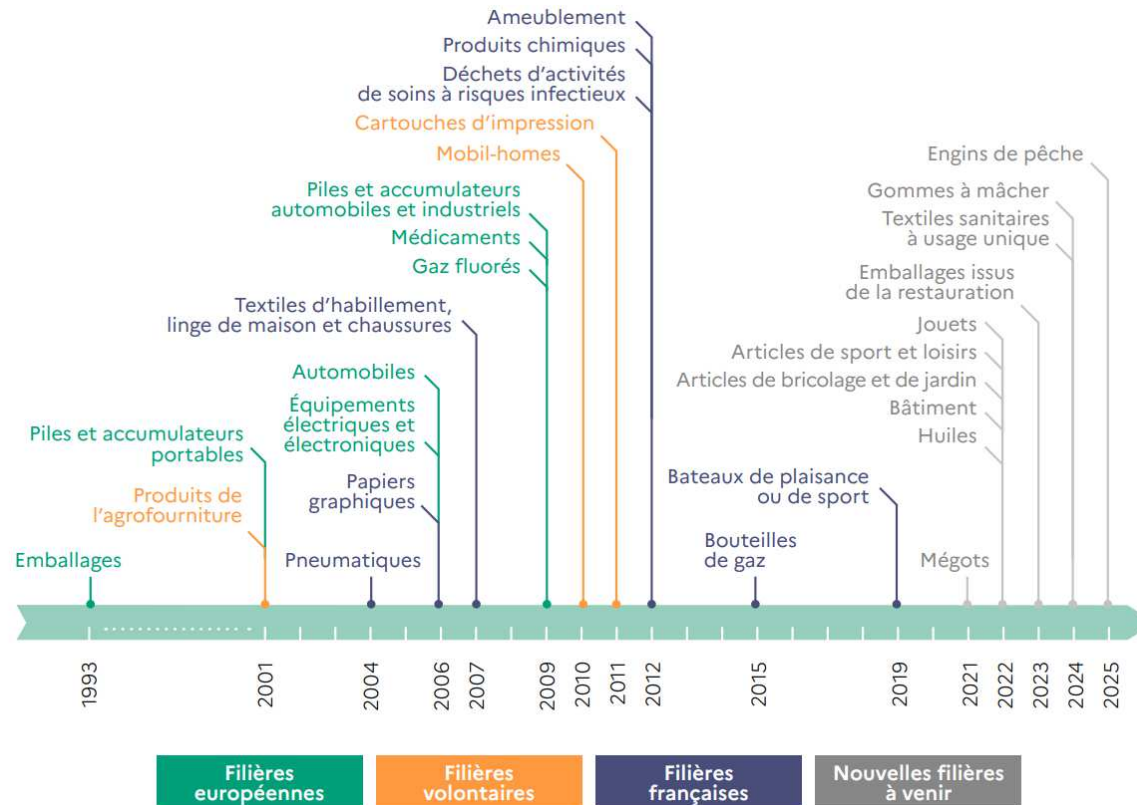 Ameublement
Produits chimiques
Déchets d'activités
de soins à risques infectieux
Cartouches d'impression
Mobil-homes
Piles et accumulateurs
automobiles et industriels
Médicaments
Gaz fluorés
Textiles d'habillement,
linge de maison et chaussures
Automobiles
Équipements
électriques et
électroniques
Piles et accumulateurs
portables
Papiers
graphiques
Produits de
l'agrofourniture
Emballages
Pneumatiques
Engins de pêche
Gommes à mâcher
Textiles sanitaires
à usage unique
Emballages issus
de la restauration
Jouets
Articles de sport et loisirs
Articles de bricolage et de jardin
Bâtiment
Huiles
Bateaux de plaisance
ou de sport
Bouteilles
de gaz
Mégots
1993
2001
2004
2006
2007
2009
2010
2011
2012
2015
2019
2021
2022
2023
2024
2025
Filières
européennes
Filières
volontaires
Filières
françaises
Nouvelles filières
à venir